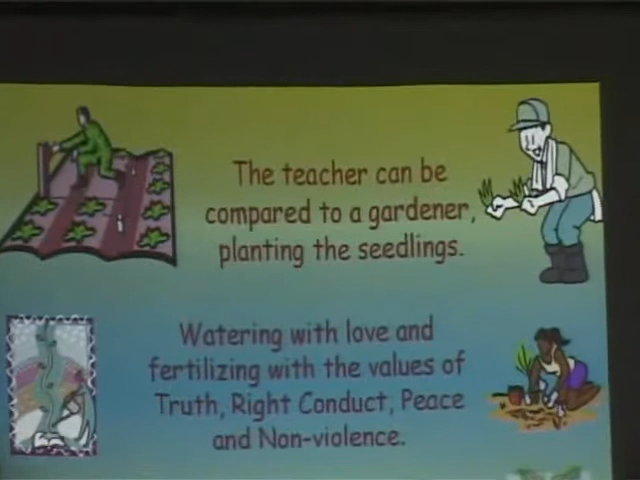 The teacher can be
compared to a gardener,
planting the seedlings.
Watering with love and
fertilizing with the values of
Truth, Right Conduct, Peace
and Non-violence.